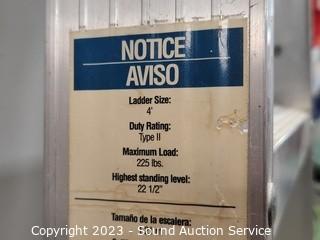 NOTICE
AVISO
Ladder Size:
4'
Duty Rating:
Type II
Maximum Load:
225 lbs.
Highest standing level:
22 1/2"
Tamaño de la escalera:
Copyright 2023 - Sound Auction Service